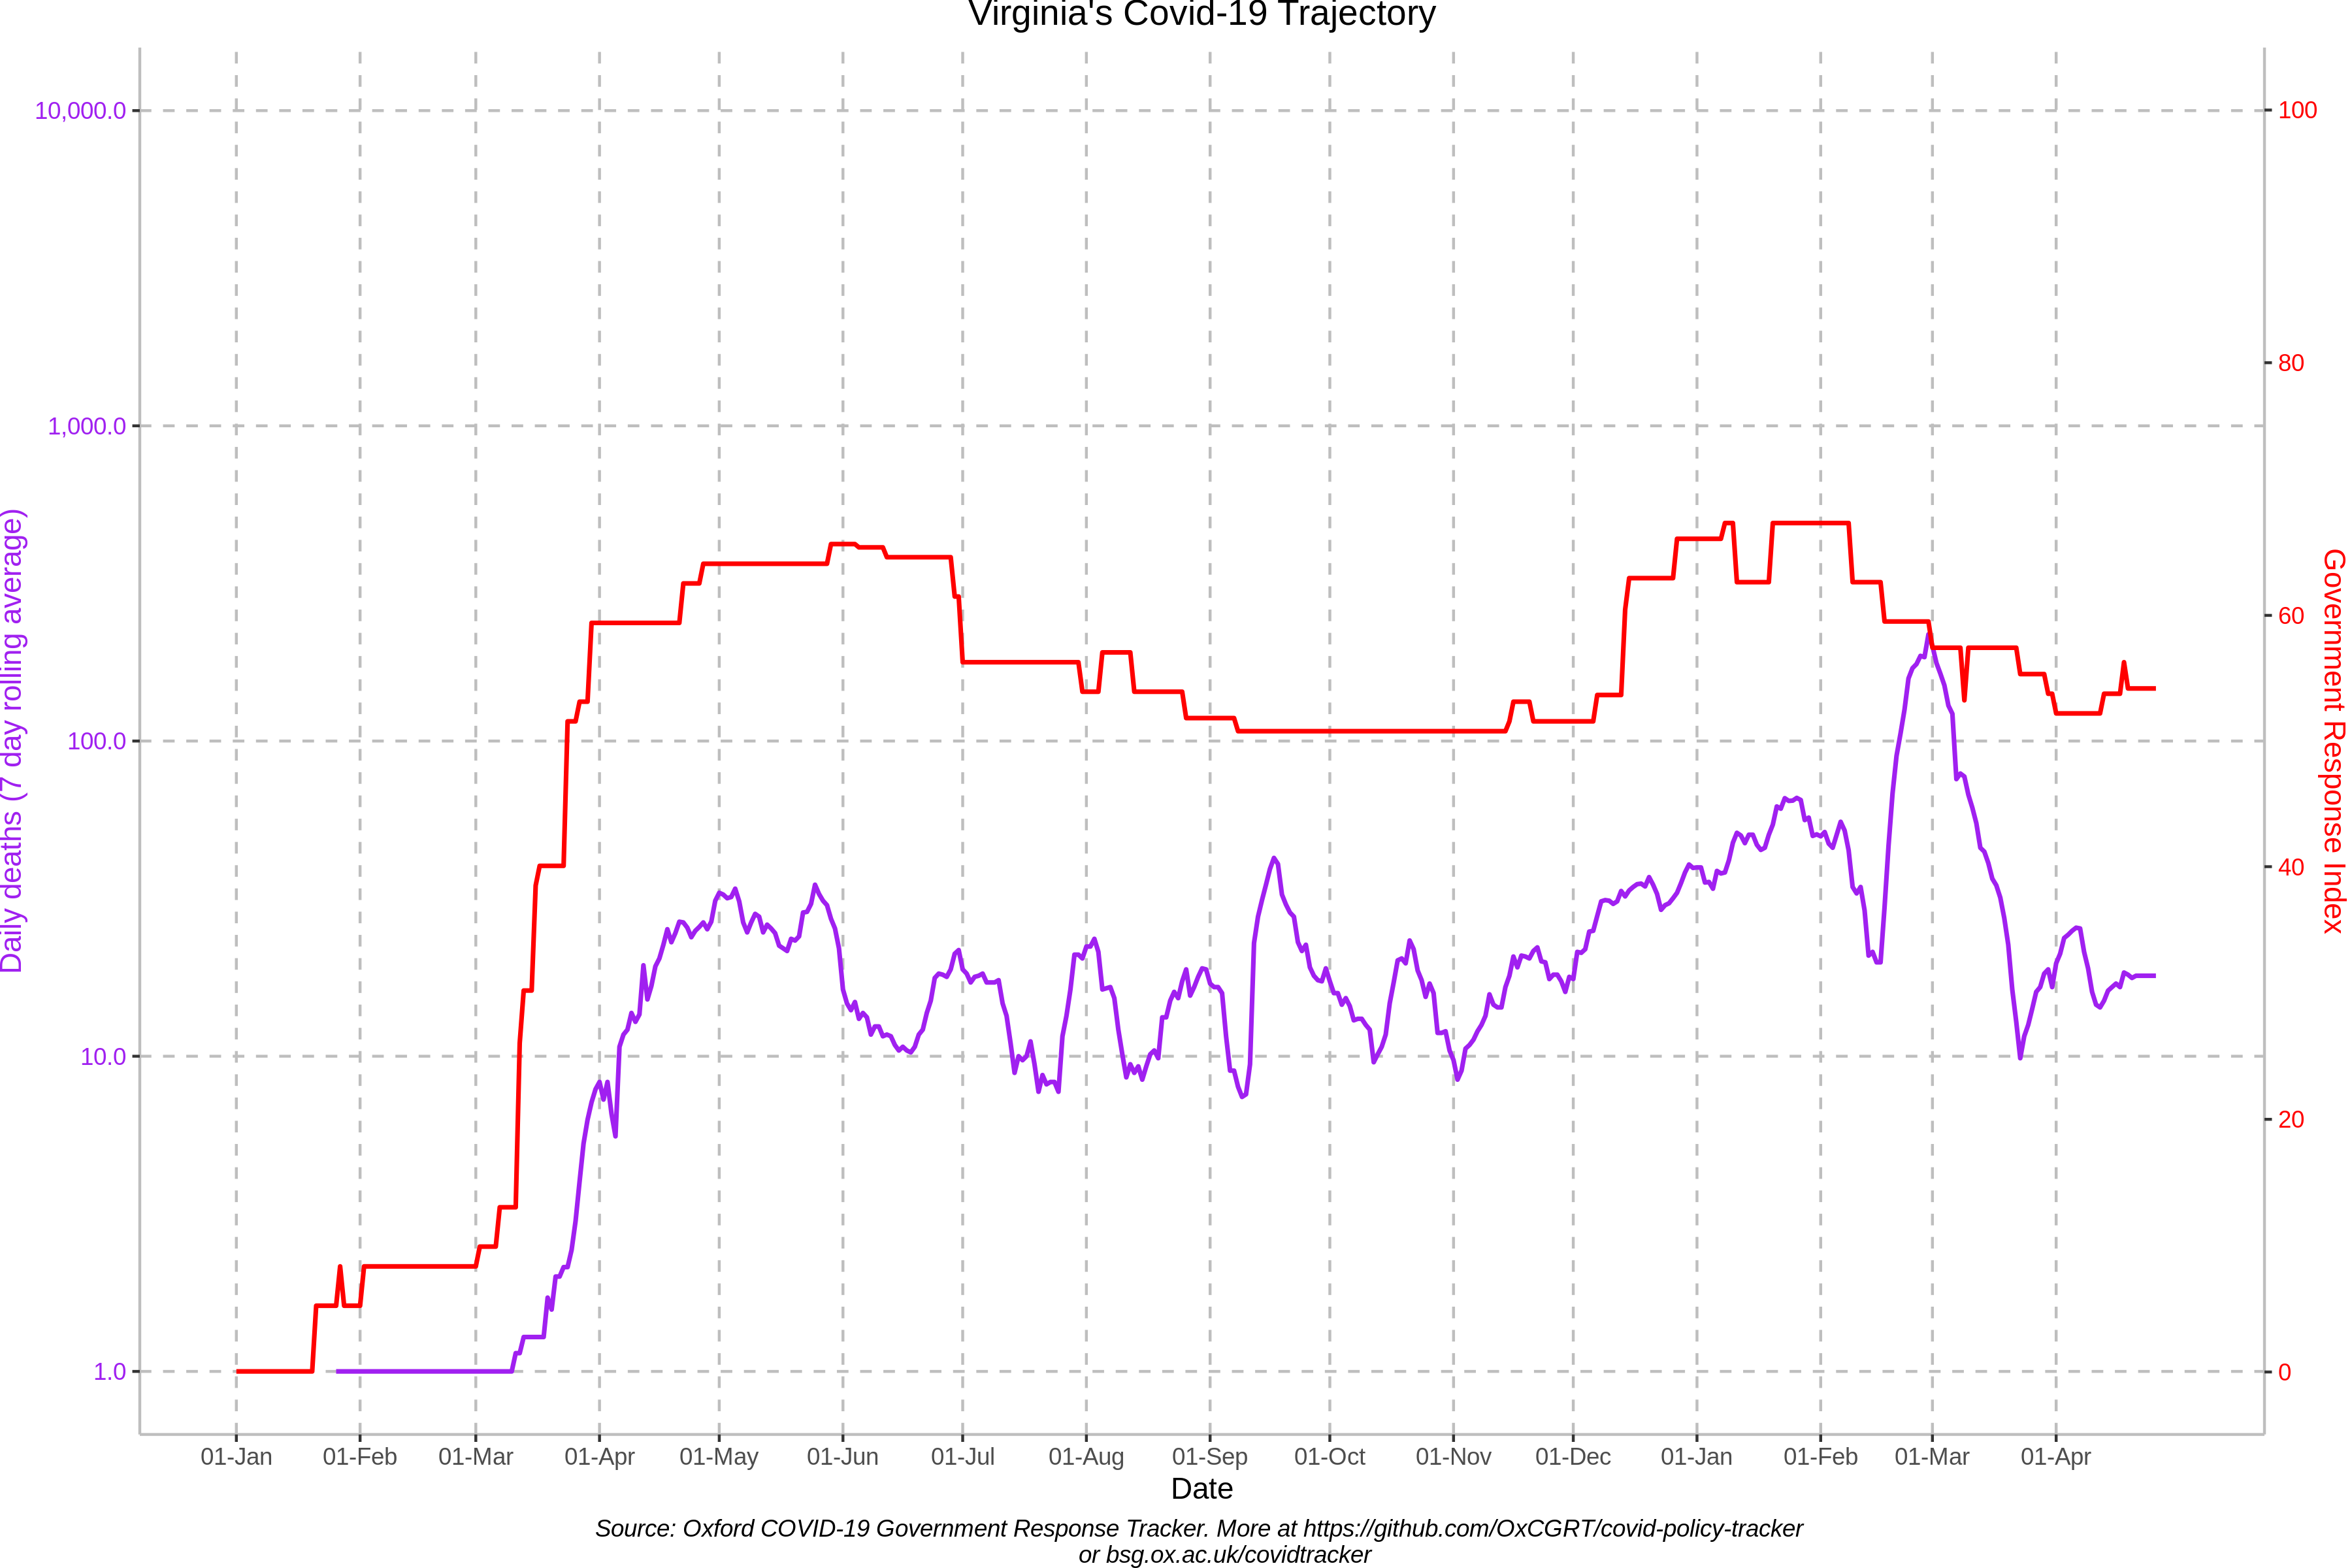 Virginia's Covid-19 Trajectory
10,000.0
1,000.0
100.0
10.0
1.0
Daily deaths (7 day rolling average)
100
80
60
40
20
0
Government Response Index
01-Jan 01-Feb 01-Mar 01-Apr 01-May 01-Jun 01-Jul 01-Aug 01-Sep 01-Oct 01-Nov 01-Dec 01-Jan 01-Feb 01-Mar 01-Apr
Date
Source: Oxford COVID-19 Government Response Tracker. More at https://github.com/OxCGRT/covid-policy-tracker
or bsg.ox.ac.uk/covidtracker